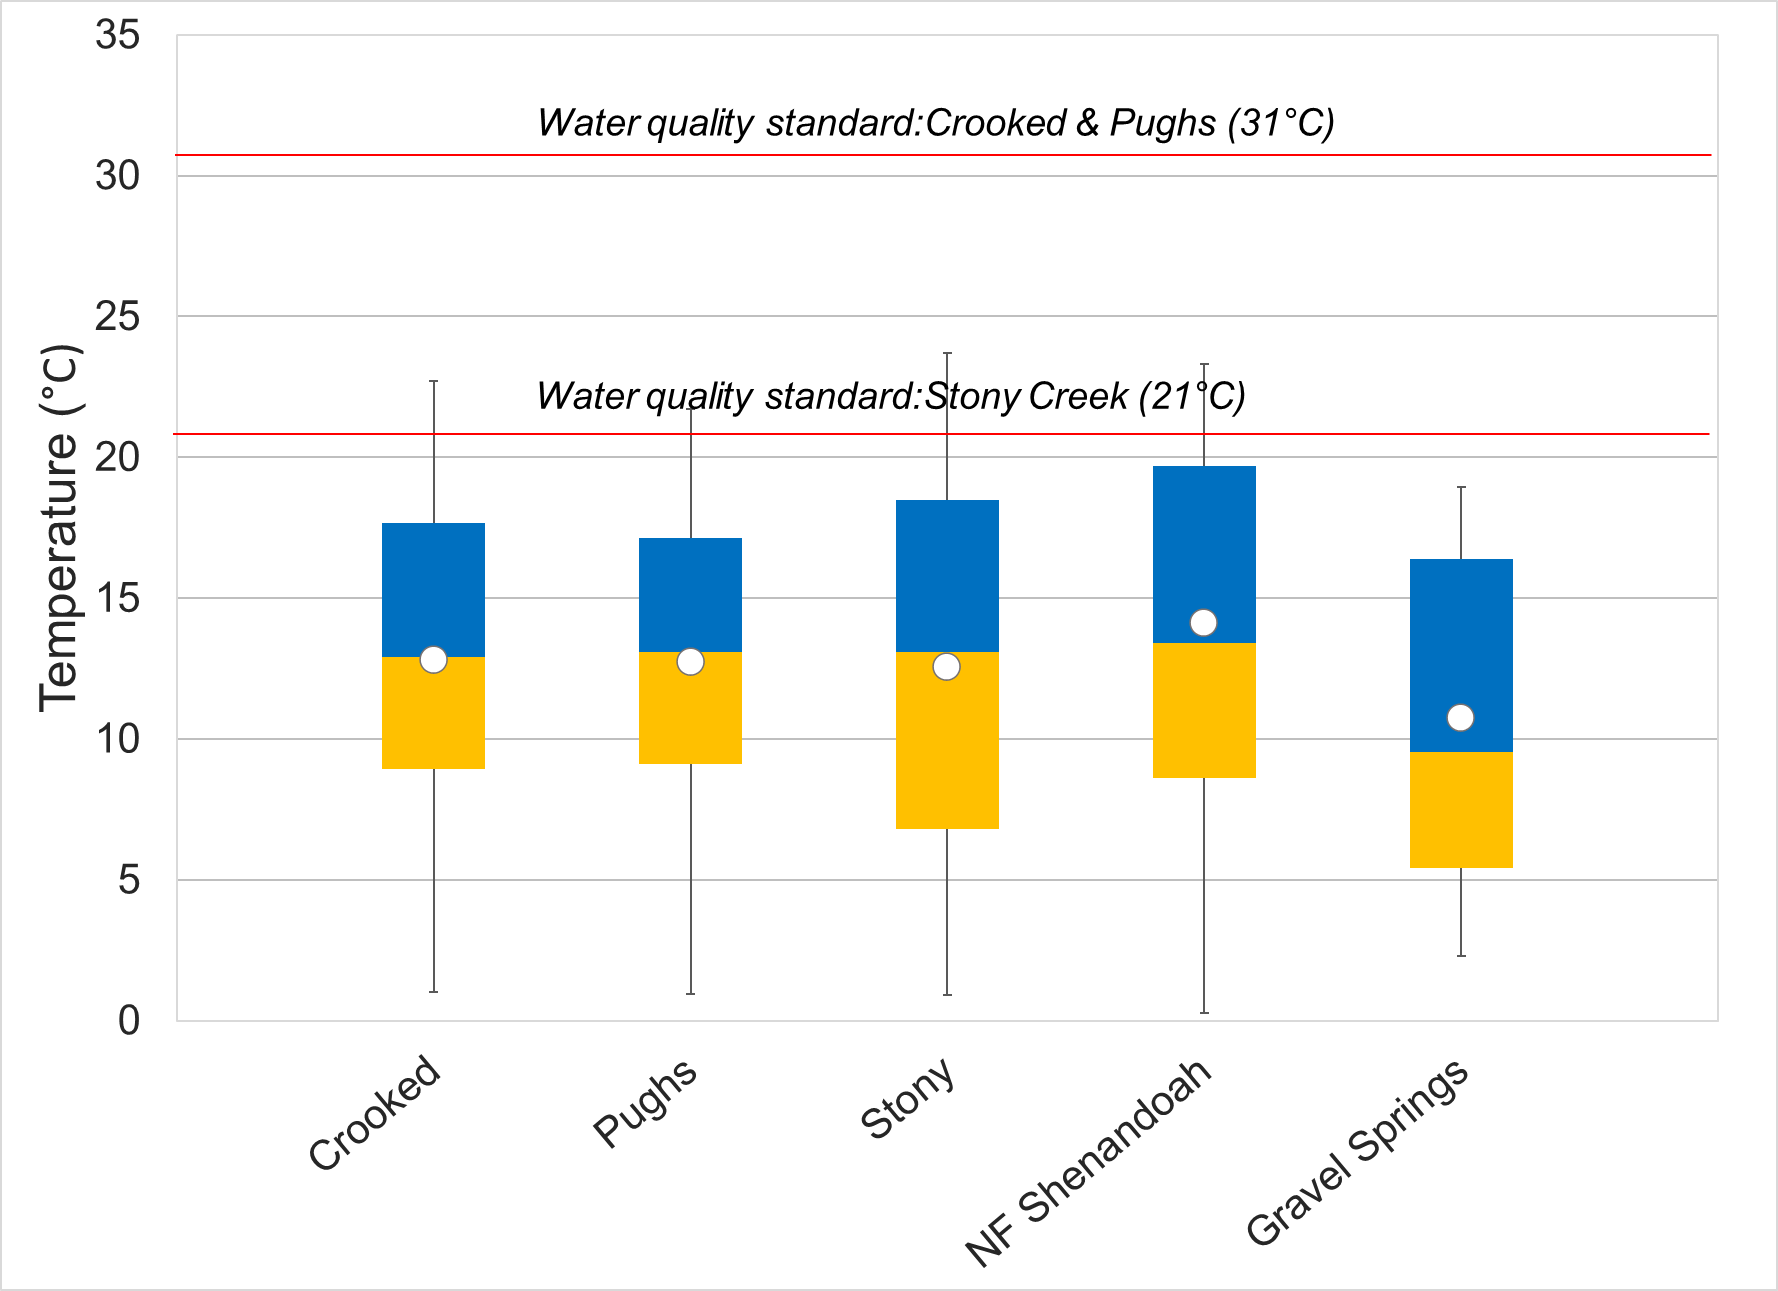 35
Water quality standard:Crooked & Pughs (31°C)
30
25
Water quality standard:Stony Creek (21°C)
20
15
10
5
0
Temperature (°C)
Crooked
Pughs
Stony
NF Shenandoah
Gravel Springs